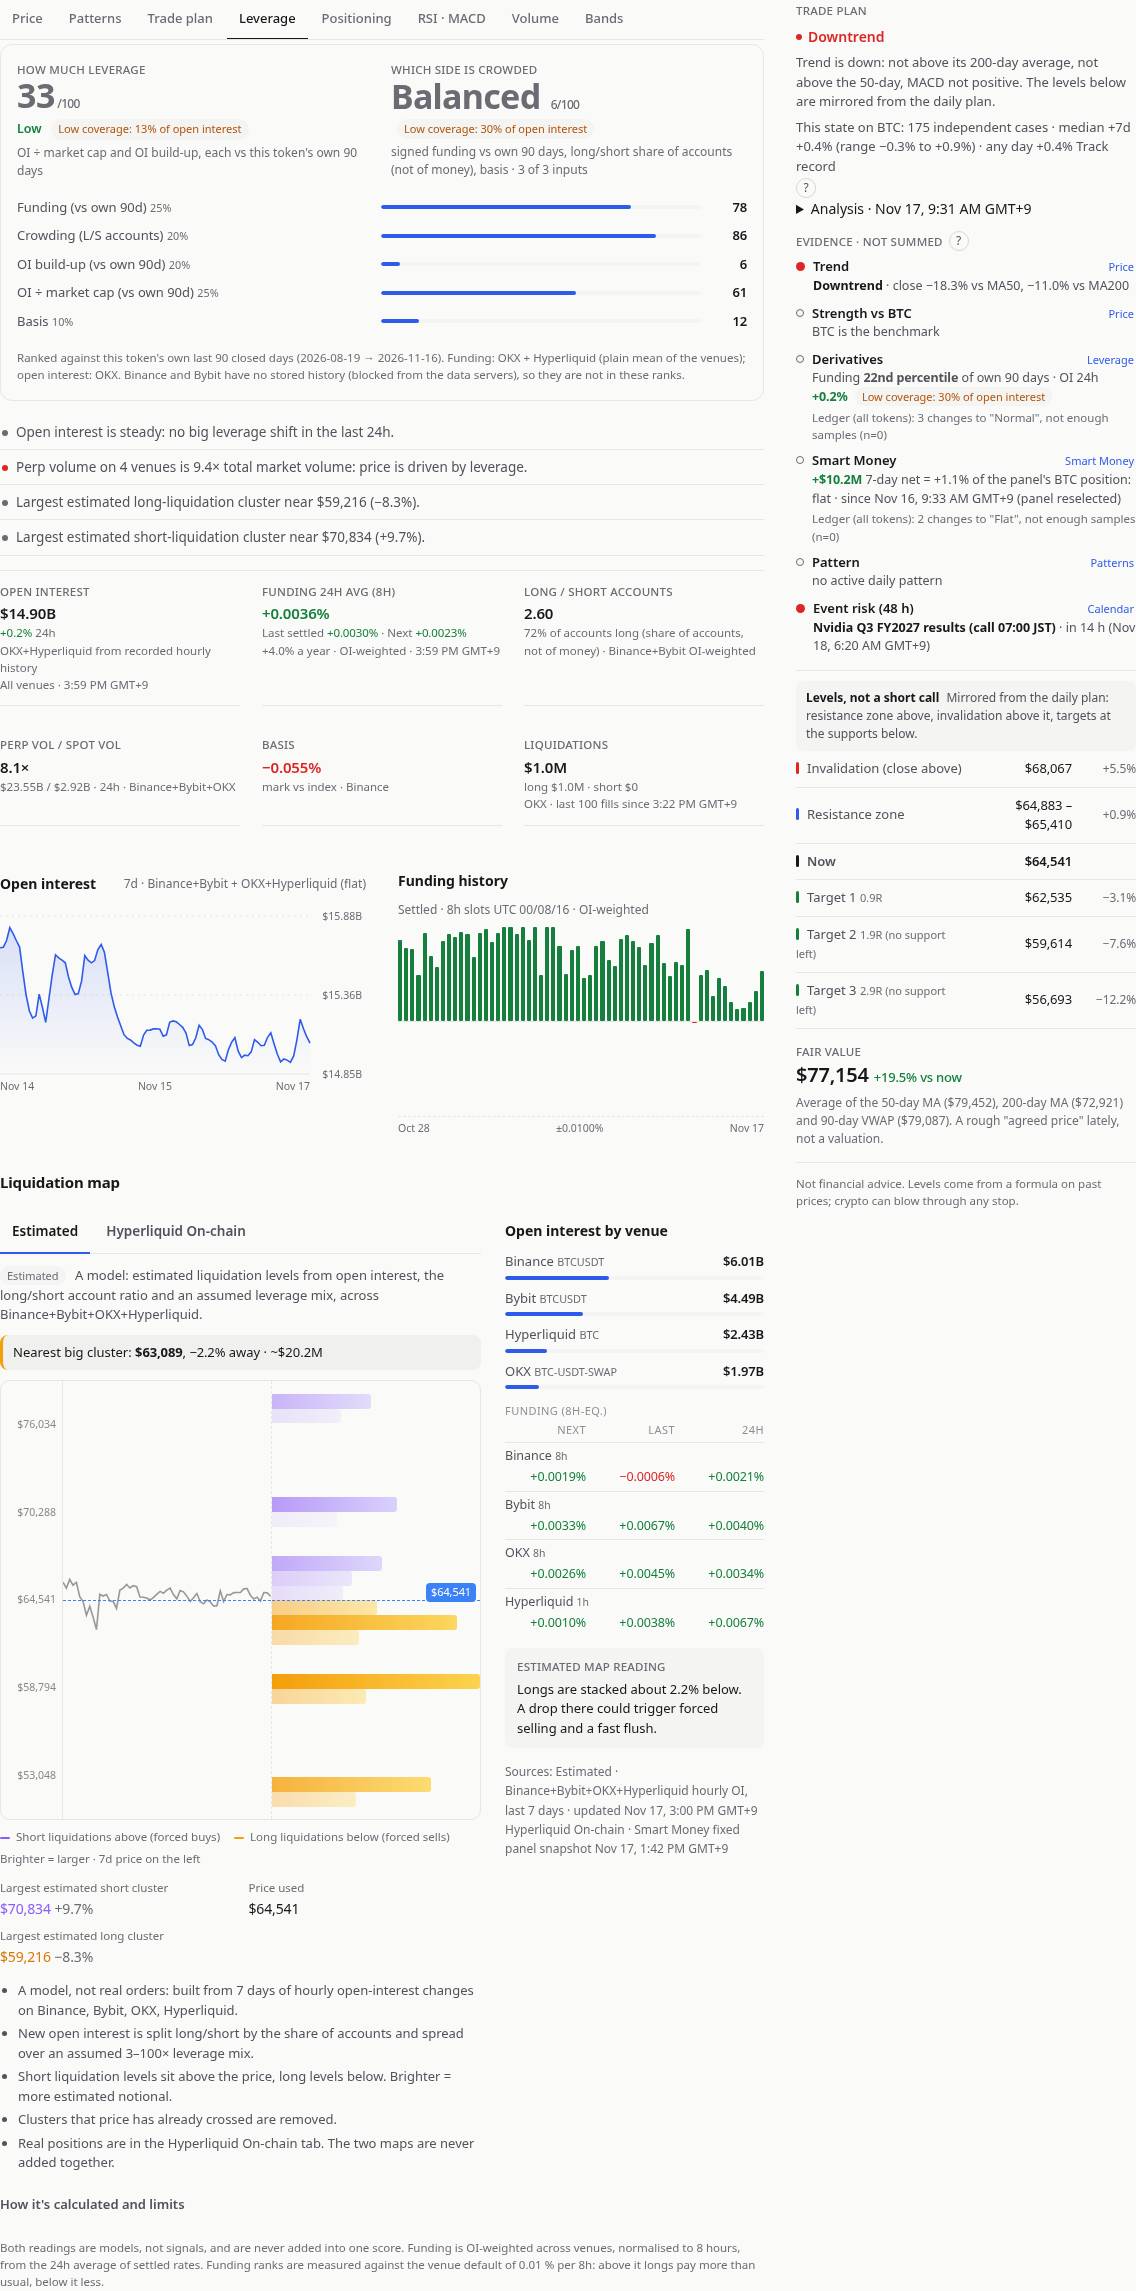 Price Patterns Trade plan Leverage Positioning RSI · MACD Volume Bands
HOW MUCH LEVERAGE
33 /100
Low Low coverage: 13% of open interest
OI ÷ market cap and OI build-up, each vs this token's own 90
days
WHICH SIDE IS CROWDED
Balanced 6/100
Low coverage: 30% of open interest
signed funding vs own 90 days, long/short share of accounts
(not of money), basis · 3 of 3 inputs
Funding (vs own 90d) 25% 78
Crowding (L/S accounts) 20% 86
OI build-up (vs own 90d) 20% 6
OI ÷ market cap (vs own 90d) 25% 61
Basis 10% 12
Ranked against this token's own last 90 closed days (2026-08-19 → 2026-11-16). Funding: OKX + Hyperliquid (plain mean of the venues);
open interest: OKX. Binance and Bybit have no stored history (blocked from the data servers), so they are not in these ranks.
Open interest is steady: no big leverage shift in the last 24h.
Perp volume on 4 venues is 9.4× total market volume: price is driven by leverage.
Largest estimated long-liquidation cluster near $59,216 (−8.3%).
Largest estimated short-liquidation cluster near $70,834 (+9.7%).
OPEN INTEREST
$14.90B
+0.2% 24h
OKX+Hyperliquid from recorded hourly
history
All venues · 3:59 PM GMT+9
FUNDING 24H AVG (8H)
+0.0036%
Last settled +0.0030% · Next +0.0023%
+4.0% a year · OI-weighted · 3:59 PM GMT+9
LONG / SHORT ACCOUNTS
2.60
72% of accounts long (share of accounts,
not of money) · Binance+Bybit OI-weighted
PERP VOL / SPOT VOL
8.1×
$23.55B / $2.92B · 24h · Binance+Bybit+OKX
BASIS
−0.055%
mark vs index · Binance
LIQUIDATIONS
$1.0M
long $1.0M · short $0
OKX · last 100 fills since 3:22 PM GMT+9
Open interest 7d · Binance+Bybit + OKX+Hyperliquid (flat)
$15.88B
$15.36B
$14.85B
Nov 14 Nov 15 Nov 17
Funding history
Settled · 8h slots UTC 00/08/16 · OI-weighted
Oct 28 ±0.0100% Nov 17
Liquidation map
Estimated Hyperliquid On-chain
Estimated A model: estimated liquidation levels from open interest, the
long/short account ratio and an assumed leverage mix, across
Binance+Bybit+OKX+Hyperliquid.
Nearest big cluster: $63,089, −2.2% away · ~$20.2M
$76,034
$70,288
$64,541
$64,541
$58,794
$53,048
Short liquidations above (forced buys) Long liquidations below (forced sells)
Brighter = larger · 7d price on the left
Largest estimated short cluster
$70,834 +9.7%
Price used
$64,541
Largest estimated long cluster
$59,216 −8.3%
A model, not real orders: built from 7 days of hourly open-interest changes
on Binance, Bybit, OKX, Hyperliquid.
New open interest is split long/short by the share of accounts and spread
over an assumed 3–100× leverage mix.
Short liquidation levels sit above the price, long levels below. Brighter =
more estimated notional.
Clusters that price has already crossed are removed.
Real positions are in the Hyperliquid On-chain tab. The two maps are never
added together.
Open interest by venue
Binance BTCUSDT $6.01B
Bybit BTCUSDT $4.49B
Hyperliquid BTC $2.43B
OKX BTC-USDT-SWAP $1.97B
FUNDING (8H-EQ.)
NEXT LAST 24H
Binance 8h
+0.0019% −0.0006% +0.0021%
Bybit 8h
+0.0033% +0.0067% +0.0040%
OKX 8h
+0.0026% +0.0045% +0.0034%
Hyperliquid 1h
+0.0010% +0.0038% +0.0067%
ESTIMATED MAP READING
Longs are stacked about 2.2% below.
A drop there could trigger forced
selling and a fast flush.
Sources: Estimated ·
Binance+Bybit+OKX+Hyperliquid hourly OI,
last 7 days · updated Nov 17, 3:00 PM GMT+9
Hyperliquid On-chain · Smart Money fixed
panel snapshot Nov 17, 1:42 PM GMT+9
How it's calculated and limits
Both readings are models, not signals, and are never added into one score. Funding is OI-weighted across venues, normalised to 8 hours,
from the 24h average of settled rates. Funding ranks are measured against the venue default of 0.01 % per 8h: above it longs pay more than
usual, below it less.
TRADE PLAN
Downtrend
Trend is down: not above its 200-day average, not
above the 50-day, MACD not positive. The levels below
are mirrored from the daily plan.
This state on BTC: 175 independent cases · median +7d
+0.4% (range −0.3% to +0.9%) · any day +0.4% Track
record
?
Analysis · Nov 17, 9:31 AM GMT+9
EVIDENCE · NOT SUMMED ?
Trend Price
Downtrend · close −18.3% vs MA50, −11.0% vs MA200
Strength vs BTC Price
BTC is the benchmark
Derivatives Leverage
Funding 22nd percentile of own 90 days · OI 24h
+0.2% Low coverage: 30% of open interest
Ledger (all tokens): 3 changes to "Normal", not enough
samples (n=0)
Smart Money Smart Money
+$10.2M 7-day net = +1.1% of the panel's BTC position:
flat · since Nov 16, 9:33 AM GMT+9 (panel reselected)
Ledger (all tokens): 2 changes to "Flat", not enough samples
(n=0)
Pattern Patterns
no active daily pattern
Event risk (48 h) Calendar
Nvidia Q3 FY2027 results (call 07:00 JST) · in 14 h (Nov
18, 6:20 AM GMT+9)
Levels, not a short call Mirrored from the daily plan:
resistance zone above, invalidation above it, targets at
the supports below.
Invalidation (close above) $68,067 +5.5%
Resistance zone $64,883 – $65,410 +0.9%
Now $64,541
Target 1 0.9R $62,535 −3.1%
Target 2 1.9R (no support left) $59,614 −7.6%
Target 3 2.9R (no support left) $56,693 −12.2%
FAIR VALUE
$77,154 +19.5% vs now
Average of the 50-day MA ($79,452), 200-day MA ($72,921)
and 90-day VWAP ($79,087). A rough "agreed price" lately,
not a valuation.
Not financial advice. Levels come from a formula on past
prices; crypto can blow through any stop.